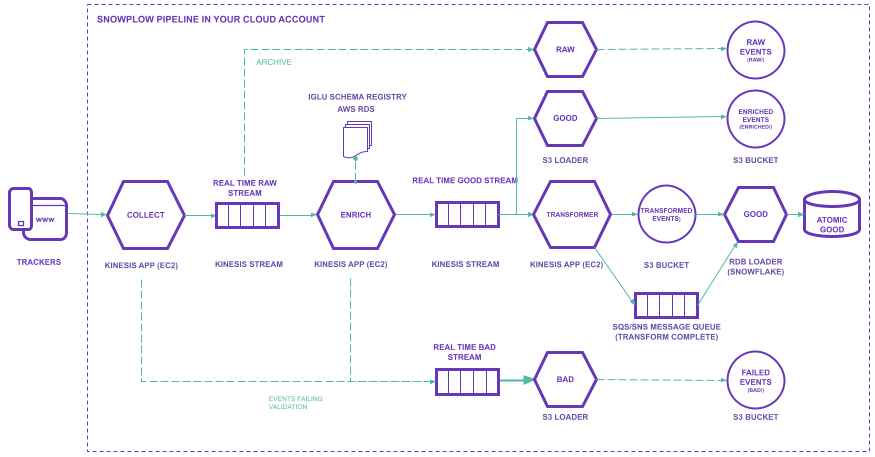 SNOWPLOW PIPELINE IN YOUR CLOUD ACCOUNT
ARCHIVE
RAW
RAW
EVENTS
(RAW/)
IGLU SCHEMA REGISTRY
AWS RDS
GOOD
ENRICHED
EVENTS
(ENRICHED/)
S3 LOADER
S3 BUCKET
REAL TIME RAW
STREAM
REAL TIME GOOD STREAM
www
COLLECT
ENRICH
TRANSFORMER
(TRANSFORMED
EVENTS)
GOOD
ATOMIC
GOOD
TRACKERS
KINESIS APP (EC2)
KINESIS STREAM
KINESIS APP (EC2)
KINESIS STREAM
KINESIS APP (EC2)
S3 BUCKET
RDB LOADER
(SNOWFLAKE)
SQS/SNS MESSAGE QUEUE
(TRANSFORM COMPLETE)
REAL TIME BAD
STREAM
BAD
FAILED
EVENTS
(BAD/)
EVENTS FAILING
VALIDATION
S3 LOADER
S3 BUCKET